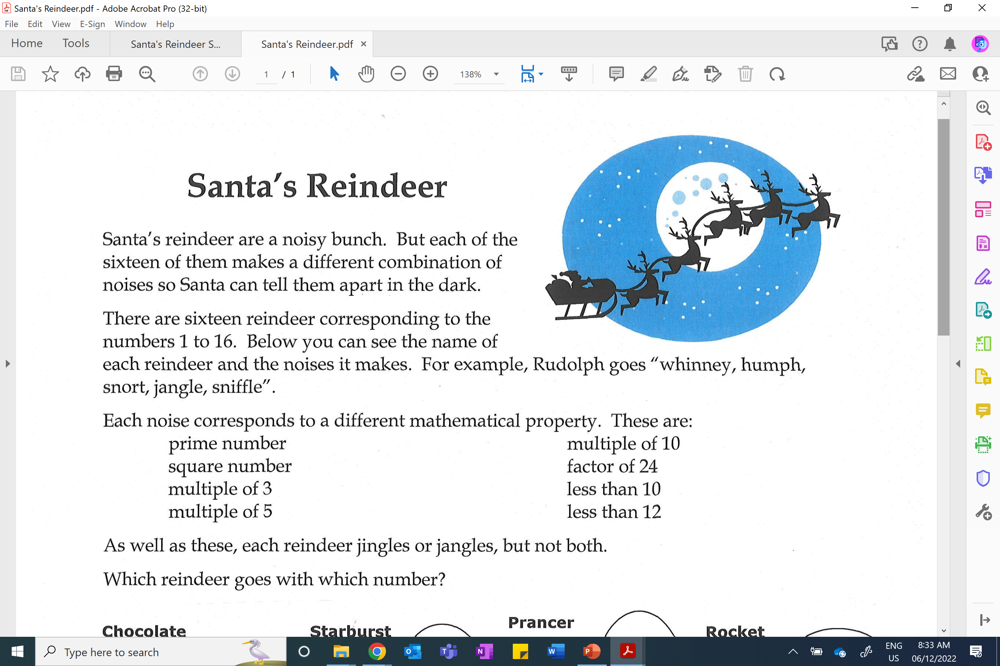 Santa's Reindeer.pdf - Adobe Acrobat Pro (32-bit)
File Edit View E-Sign Window Help
Home Tools Santa's Reindeer S... Santa's Reindeer.pdf
1 / 1 138%
Santa's Reindeer
Santa's reindeer are a noisy bunch. But each of the
sixteen of them makes a different combination of
noises so Santa can tell them apart in the dark.
There are sixteen reindeer corresponding to the
numbers 1 to 16. Below you can see the name of
each reindeer and the noises it makes. For example, Rudolph goes "whinney, humph,
snort, jangle, sniffle".
Each noise corresponds to a different mathematical property. These are:
prime number multiple of 10
square number factor of 24
multiple of 3 less than 10
multiple of 5 less than 12
As well as these, each reindeer jingles or jangles, but not both.
Which reindeer goes with which number?
Chocolate Starburst Prancer Rocket
Type here to search
ENG
US
8:33 AM
06/12/2022